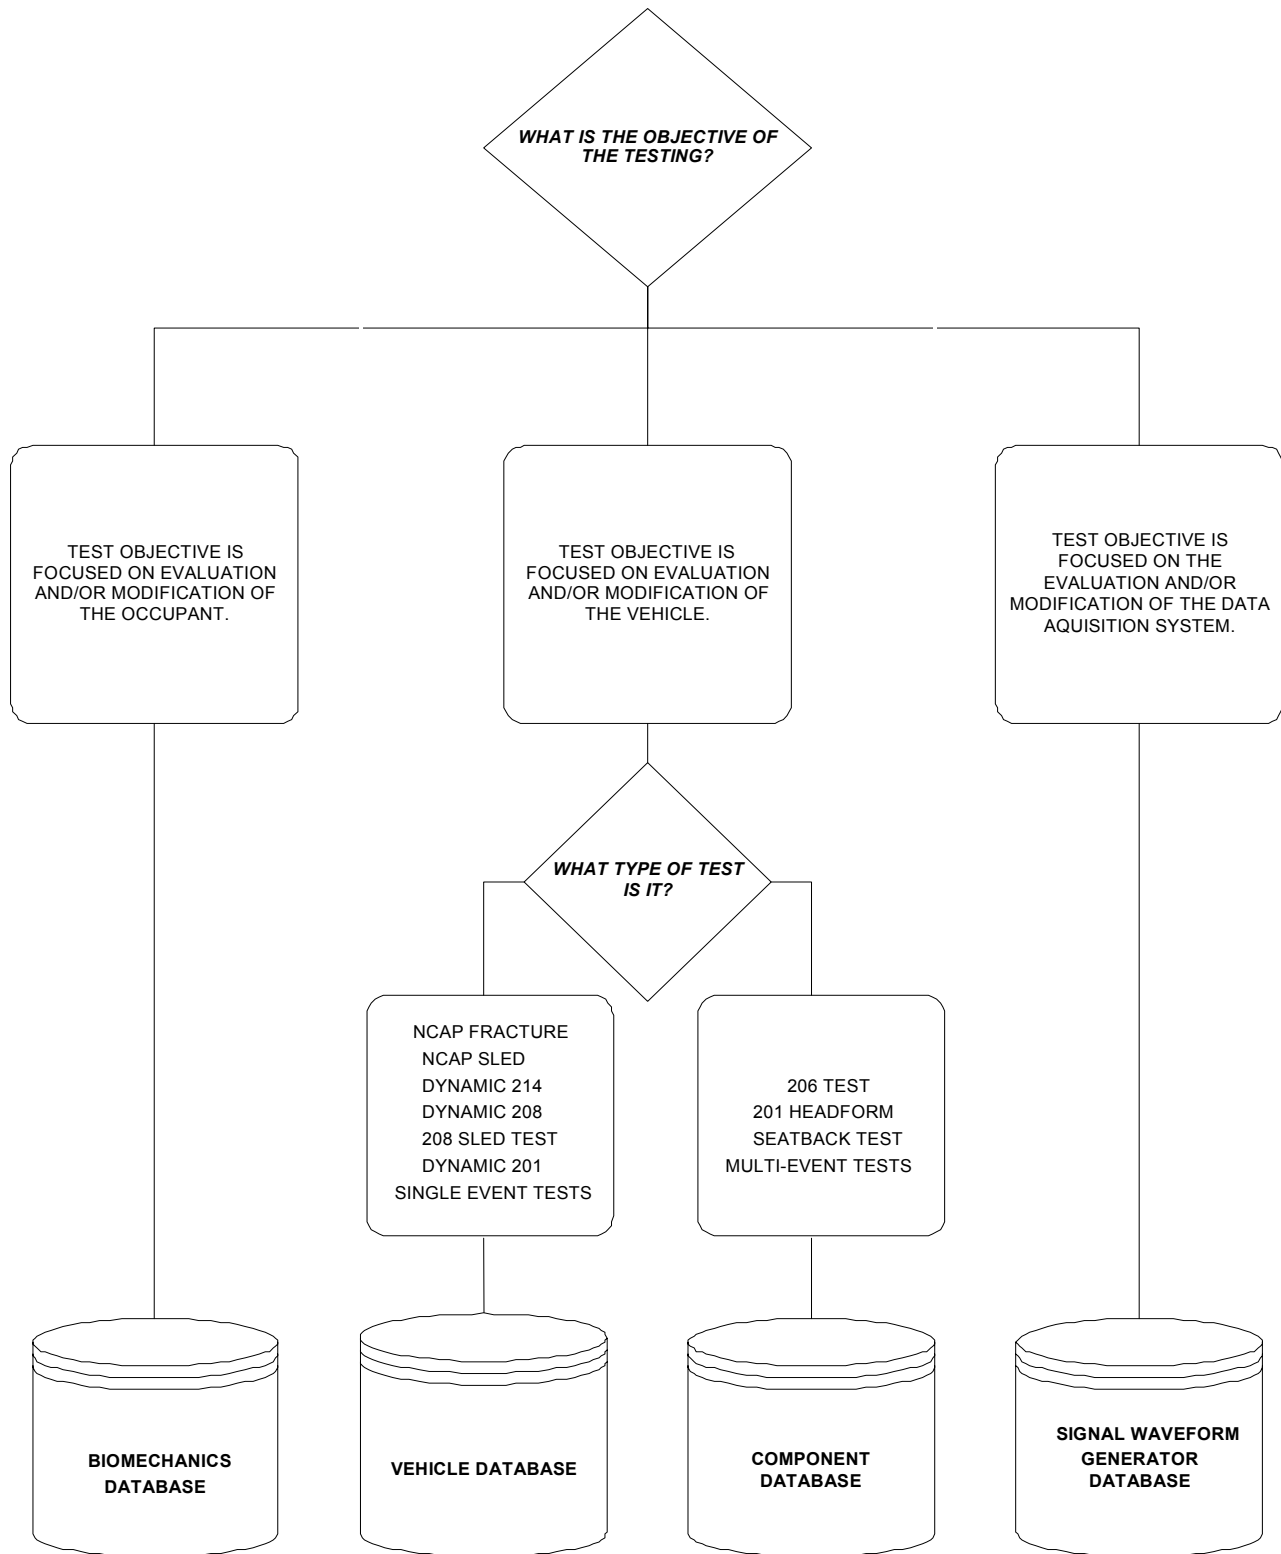 WHAT IS THE OBJECTIVE OF
THE TESTING?
TEST OBJECTIVE IS
FOCUSED ON EVALUATION
AND/OR MODIFICATION OF
THE OCCUPANT.
TEST OBJECTIVE IS
FOCUSED ON EVALUATION
AND/OR MODIFICATION OF
THE VEHICLE.
TEST OBJECTIVE IS
FOCUSED ON THE
EVALUATION AND/OR
MODIFICATION OF THE DATA
AQUISITION SYSTEM.
WHAT TYPE OF TEST
IS IT?
NCAP FRACTURE
NCAP SLED
DYNAMIC 214
DYNAMIC 208
208 SLED TEST
DYNAMIC 201
SINGLE EVENT TESTS
206 TEST
201 HEADFORM
SEATBACK TEST
MULTI-EVENT TESTS
BIOMECHANICS
DATABASE
VEHICLE DATABASE
COMPONENT
DATABASE
SIGNAL WAVEFORM
GENERATOR
DATABASE